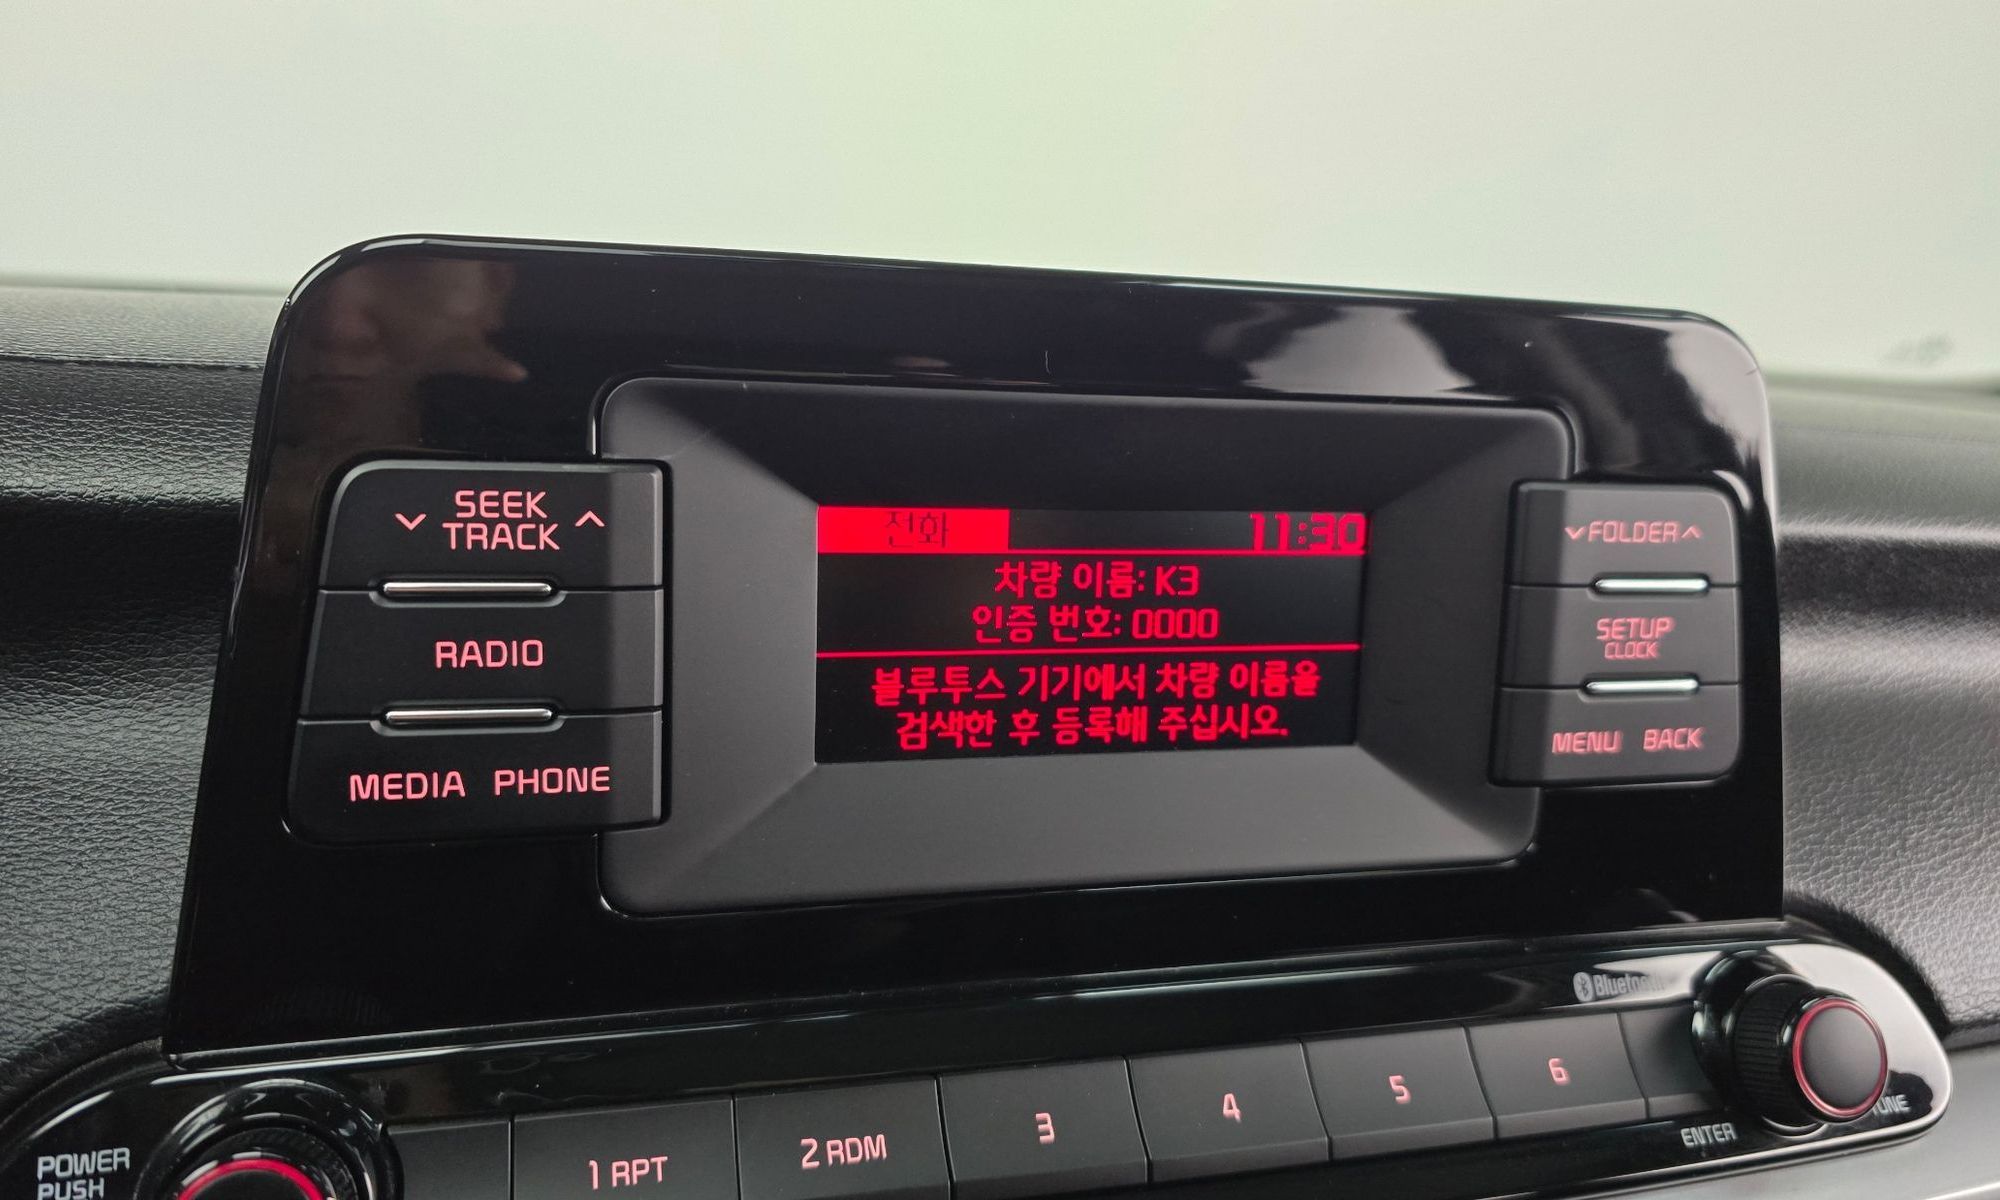 SEEK
TRACK
RADIO
MEDIA PHONE
전화 11:30
차량 이름: K3
인증 번호: 0000
블루투스 기기에서 차량 이름을
검색한 후 등록해 주십시오.
FOLDER
SETUP
CLOCK
MENU BACK
Bluetooth
POWER
PUSH
1 RPT
2 RDM
3
4
5
6
ENTER
TUNE